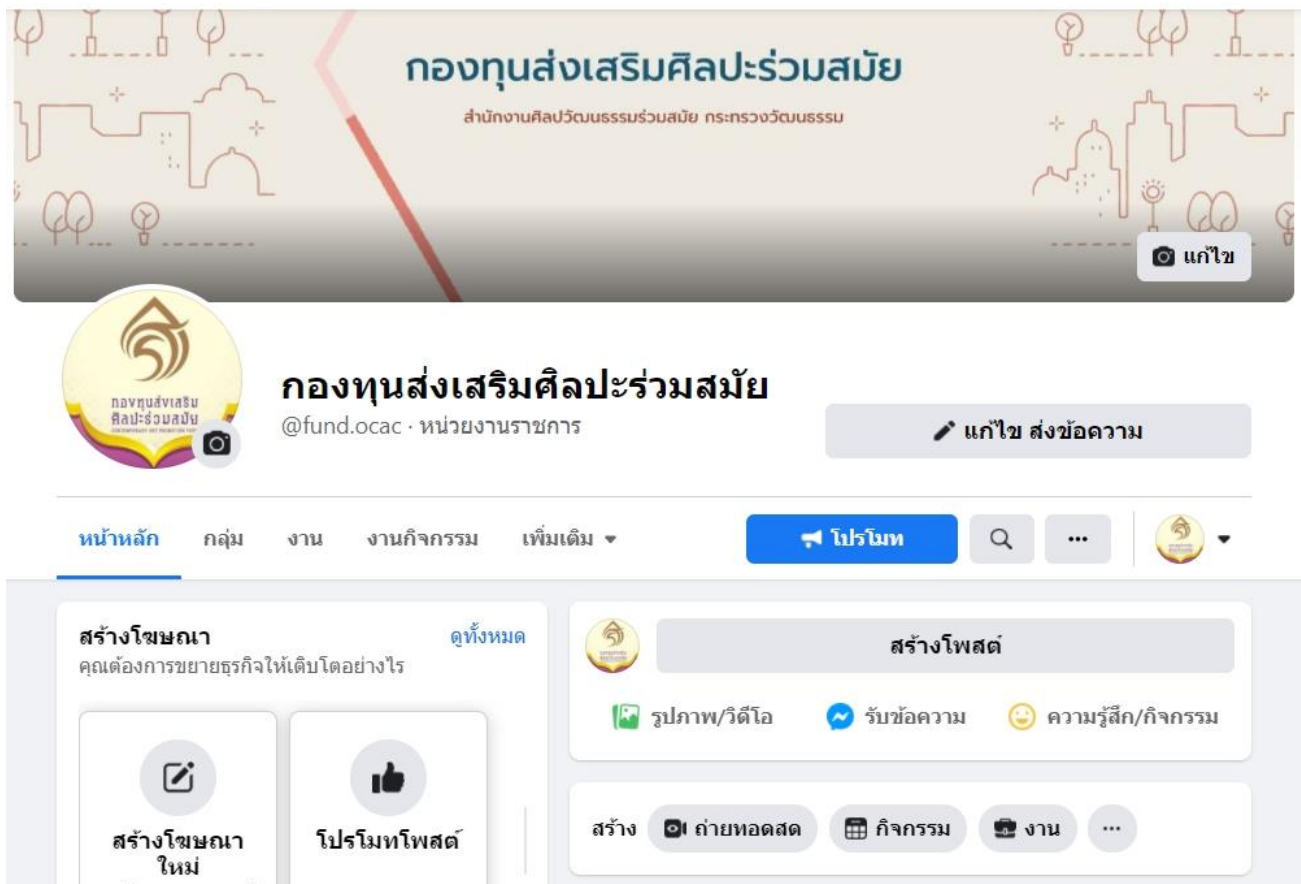 กองทุนส่งเสริมศิลปะร่วมสมัย
สำนักงานศิลปวัฒนธรรมร่วมสมัย กระทรวงวัฒนธรรม
แก้ไข
กองทุนส่งเสริม
ศิลปะร่วมสมัย
กองทุนส่งเสริมศิลปะร่วมสมัย
@fund.ocac · หน่วยงานราชการ
แก้ไข ส่งข้อความ
หน้าหลัก กลุ่ม งาน งานกิจกรรม เพิ่มเติม
โปรโมท
สร้างโฆษณา ดูทั้งหมด
คุณต้องการขยายธุรกิจให้เติบโตอย่างไร
สร้างโฆษณา
ใหม่
โปรโมทโพสต์
สร้างโพสต์
รูปภาพ/วิดีโอ รับข้อความ ความรู้สึก/กิจกรรม
สร้าง ถ่ายทอดสด กิจกรรม งาน